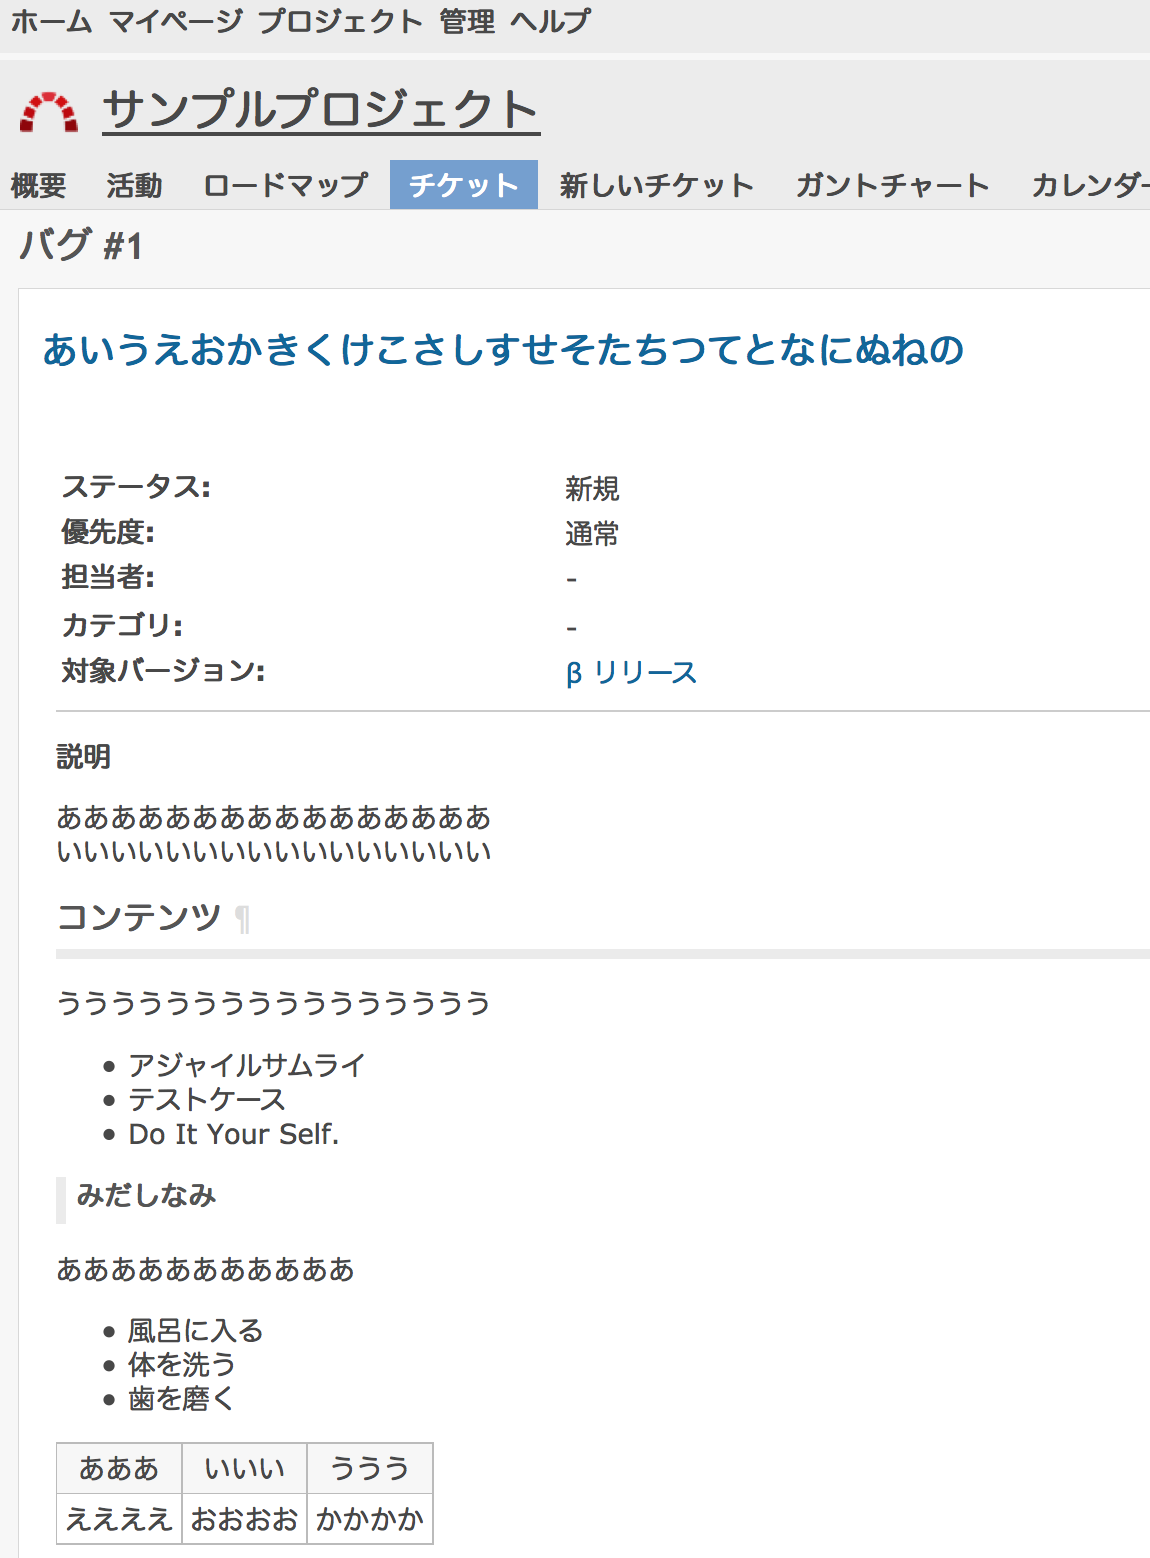 ホーム マイページ プロジェクト 管理 ヘルプ
サンプルプロジェクト
概要 活動 ロードマップ チケット 新しいチケット ガントチャート カレンダー
バグ #1
あいうえおかきくけこさしすせそたちつてとなにぬねの
ステータス: 新規
優先度: 通常
担当者: -
カテゴリ: -
対象バージョン: β リリース
説明
ああああああああああああああああ
いいいいいいいいいいいいいいいい
コンテンツ ¶
うううううううううううううううう
• アジャイルサムライ
• テストケース
• Do It Your Self.
みだしなみ
あああああああああああ
• 風呂に入る
• 体を洗う
• 歯を磨く
あああ いいい ううう
ええええ おおおお かかかか